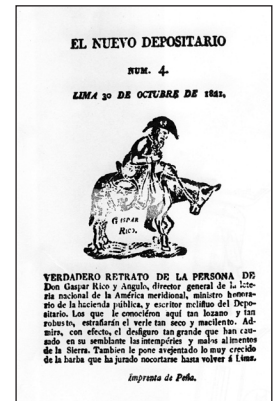 EL NUEVO DEPOSITARIO
NUM. 4.
LIMA 30 DE OCTUBRE DE 1821.
GASPAR
y RICO.
VERDADERO RETRATO DE LA PERSONA DE
Don Gaspar Rico y Angulo, director general de la lote-
ria nacional de la América meridional, ministro honora-
rio de la hacienda pública, y escritor melifluo del Depo-
sitario. Los que le conociéron aquí tan lozano y tan
robusto, estrañarán el verle tan seco y macilento. Ad-
mira, con efecto, el desfiguro tan grande que han cau-
sado en su semblante las intempéries y malos alimentos
de la Sierra. Tambien le pone avejentado lo muy crecido
de la barba que ha jurado nocortarse hasta volver á Lima.
Imprenta de Peña.